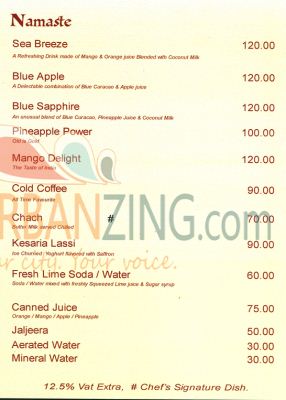 Namaste
Sea Breeze 120.00
A Refreshing Drink made of Mango & Orange juice Blended with Coconut Milk
Blue Apple 120.00
A Delectable combination of Blue Curacao & Apple juice
Blue Sapphire 120.00
An unusual blend of Blue Curacao, Pineapple Juice & Coconut Milk
Pineapple Power 100.00
Old is Gold
Mango Delight 120.00
The Taste of India
Cold Coffee 90.00
All Time Favourite
URBANZING.com
Chach # 70.00
Butter Milk served Chilled
Kesaria Lassi 90.00
Ice Churned, Yoghurt flavored with Saffron
your city. your voice.
Fresh Lime Soda / Water 60.00
Soda / Water mixed with freshly Squeezed Lime juice & Sugar syrup
Canned Juice 75.00
Orange / Mango / Apple / Pineapple
Jaljeera 50.00
Aerated Water 30.00
Mineral Water 30.00
12.5% Vat Extra, # Chef's Signature Dish.